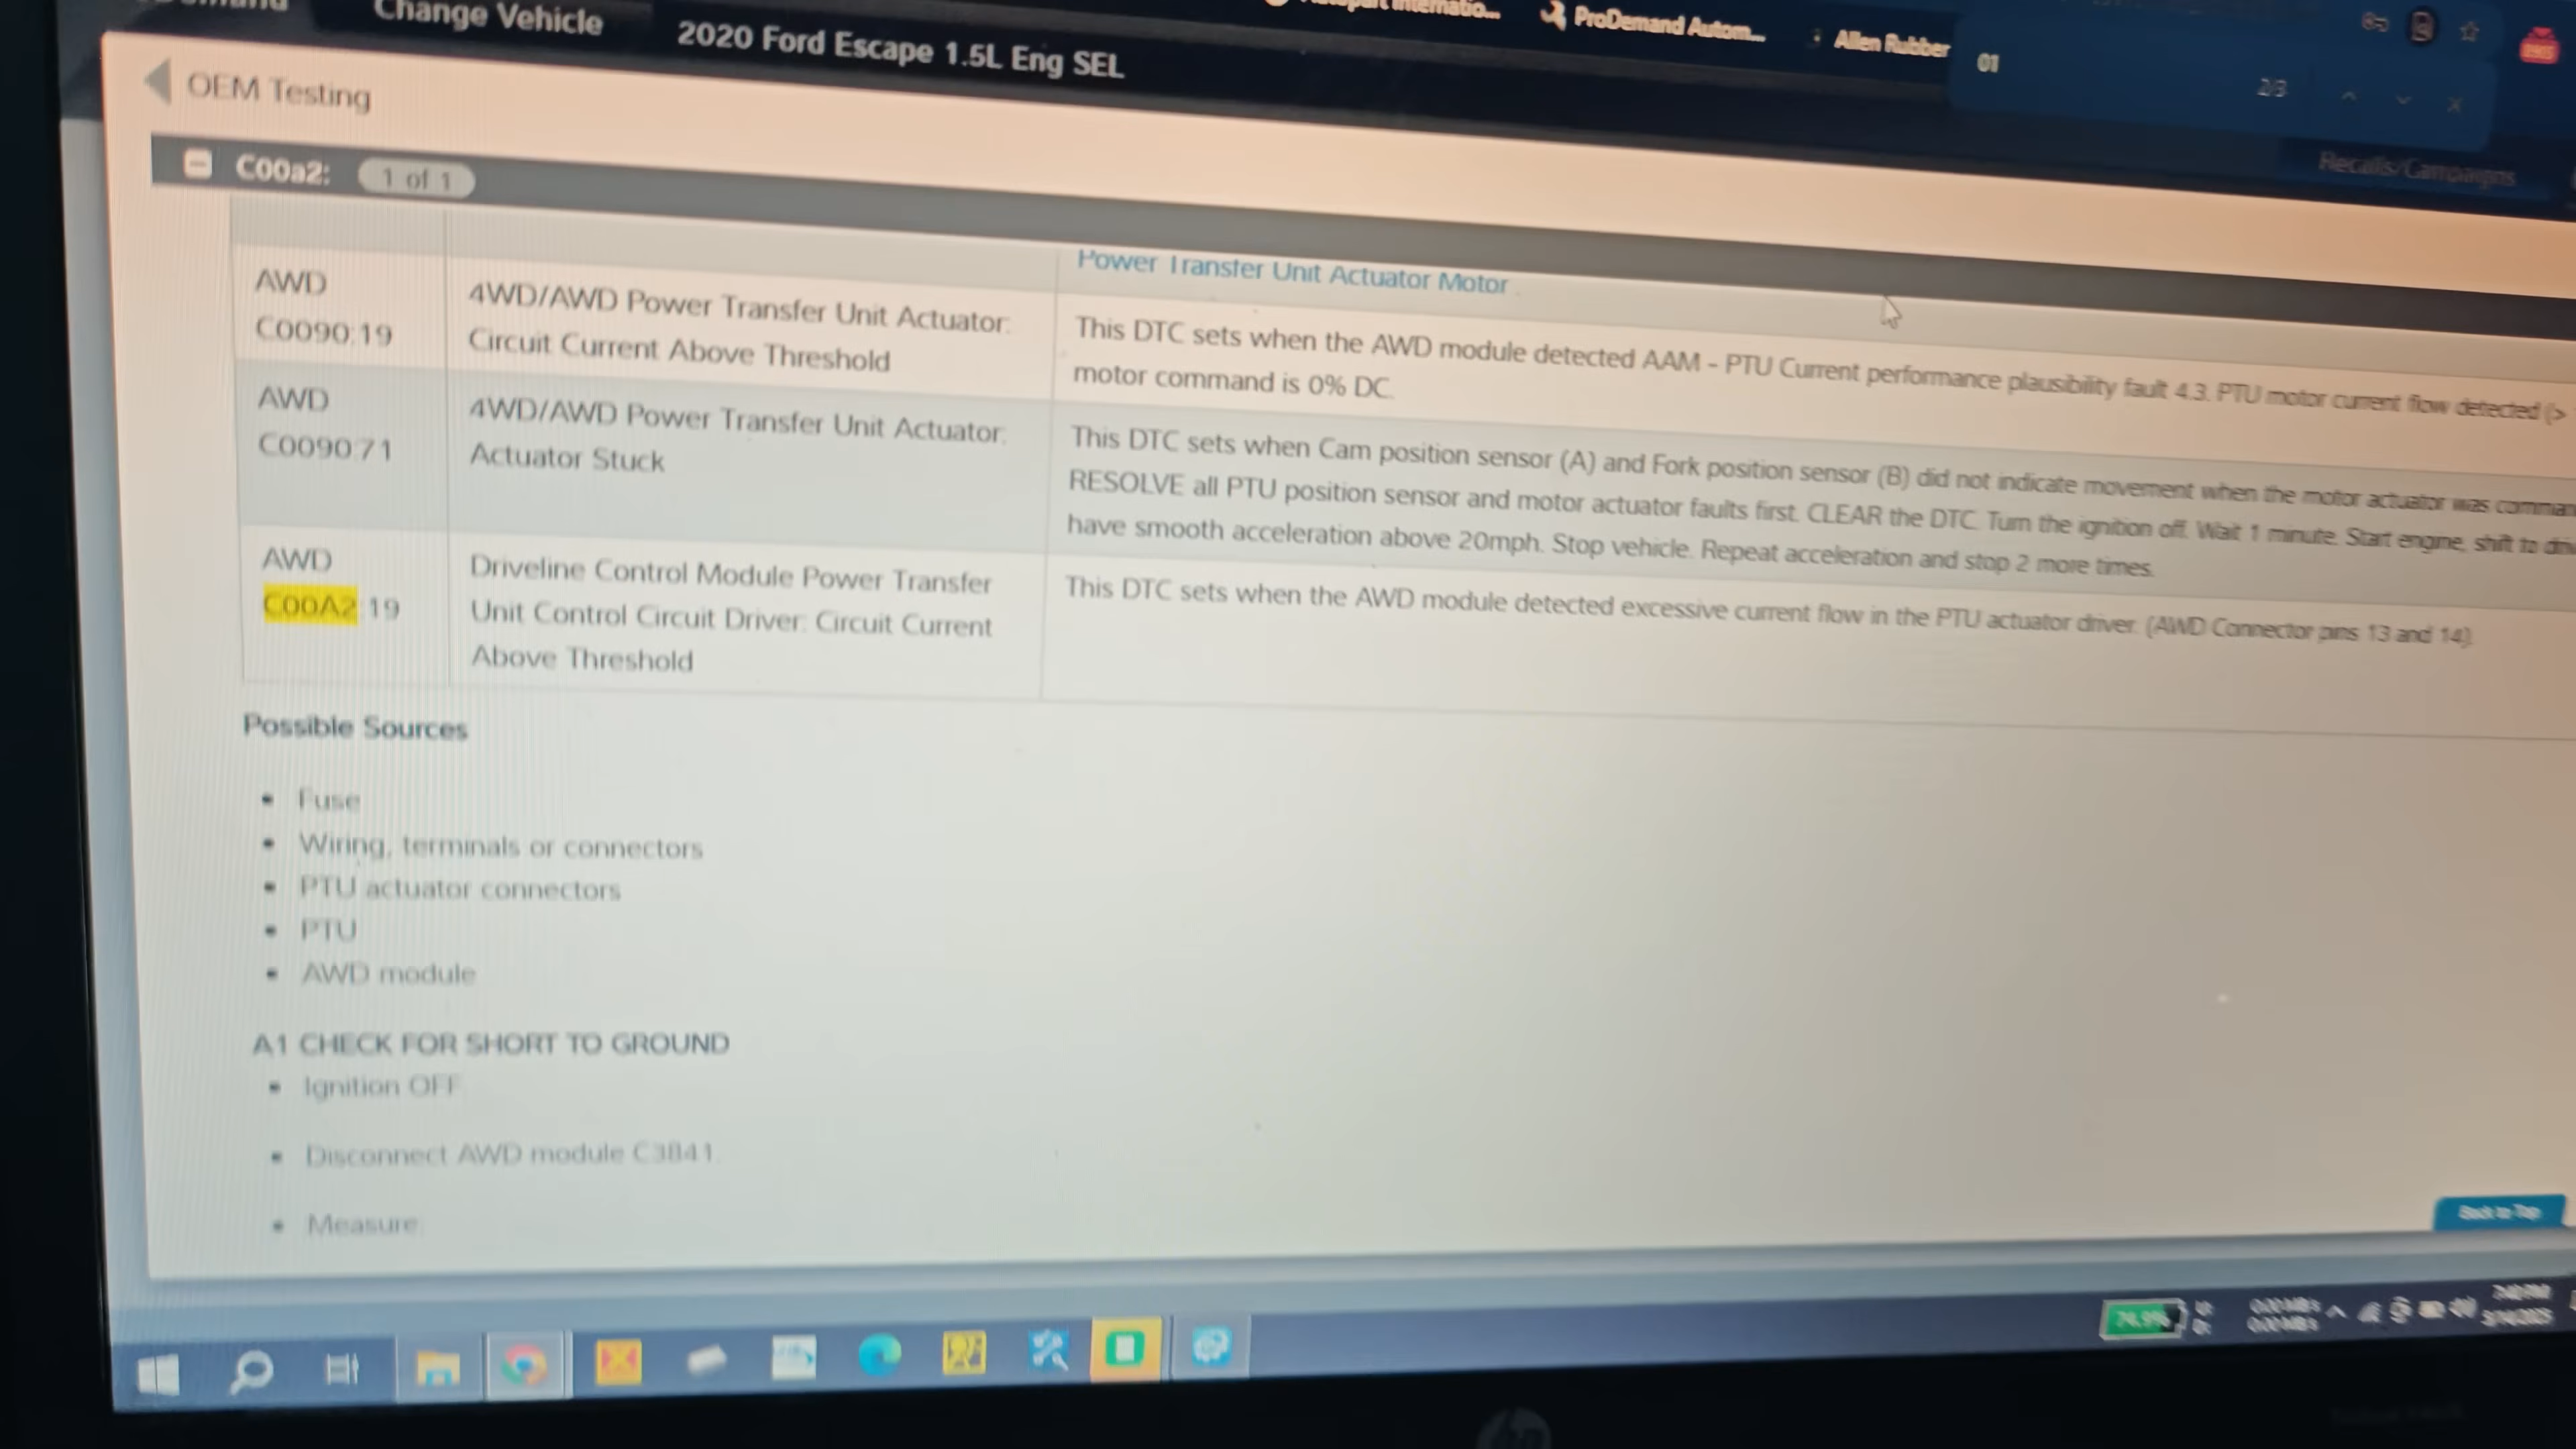 Change Vehicle
2020 Ford Escape 1.5L Eng SEL
ProDemand Autom...
Allen Rubber
01
2/3
OEM Testing
Recalls/Campaigns
C00a2:
1 of 1
Power Transfer Unit Actuator Motor
AWD
C0090:19
4WD/AWD Power Transfer Unit Actuator:
Circuit Current Above Threshold
This DTC sets when the AWD module detected AAM - PTU Current performance plausibility fault 4.3. PTU motor current flow detected (>
motor command is 0% DC.
AWD
C0090:71
4WD/AWD Power Transfer Unit Actuator:
Actuator Stuck
This DTC sets when Cam position sensor (A) and Fork position sensor (B) did not indicate movement when the motor actuator was
RESOLVE all PTU position sensor and motor actuator faults first. CLEAR the DTC. Turn the ignition off. Wait 1 minute. Start engine, shift to
have smooth acceleration above 20mph. Stop vehicle. Repeat acceleration and stop 2 more times.
AWD
C00A2:19
Driveline Control Module Power Transfer
Unit Control Circuit Driver: Circuit Current
Above Threshold
This DTC sets when the AWD module detected excessive current flow in the PTU actuator driver. (AWD Connector pins 13 and 14).
Possible Sources
• Fuse
• Wiring, terminals or connectors
• PTU actuator connectors
• PTU
• AWD module
A1 CHECK FOR SHORT TO GROUND
• Ignition OFF.
• Disconnect AWD module C3841.
• Measure:
Back to Top